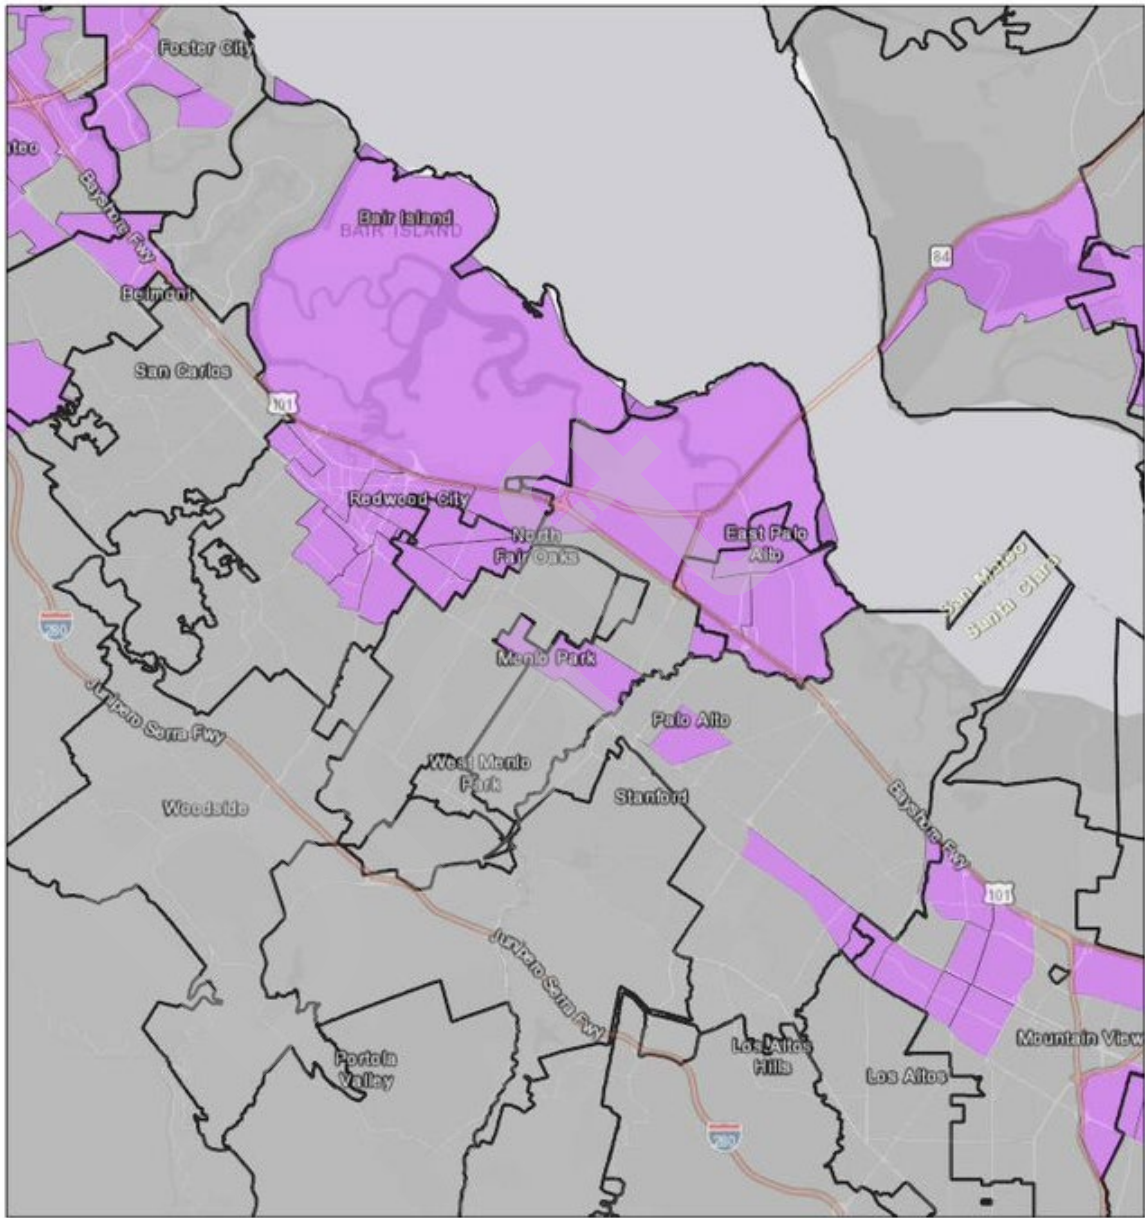 Foster City
ateo
Bayshore Fwy
Bair Island
BAIR ISLAND
84
Belmont
San Carlos
101
Redwood City
North
Fair Oaks
East Palo
Alto
San Mateo
Santa Clara
280
Menlo Park
Junipero Serra Fwy
Palo Alto
West Menlo
Park
Stanford
Woodside
Bayshore Fwy
101
Junipero Serra Fwy
Portola
Valley
Los Altos
Hills
Los Altos
Mountain View
280